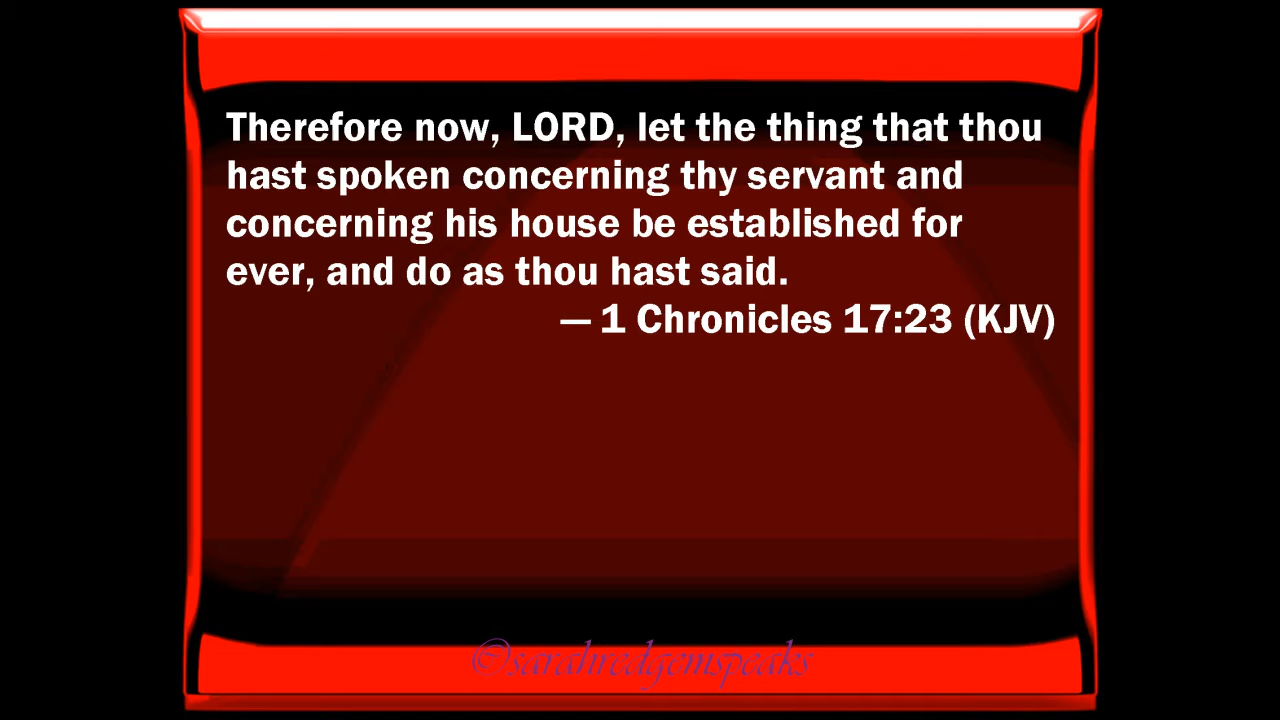 Therefore now, LORD, let the thing that thou
hast spoken concerning thy servant and
concerning his house be established for
ever, and do as thou hast said.
— 1 Chronicles 17:23 (KJV)
©sarahredgemspeaks